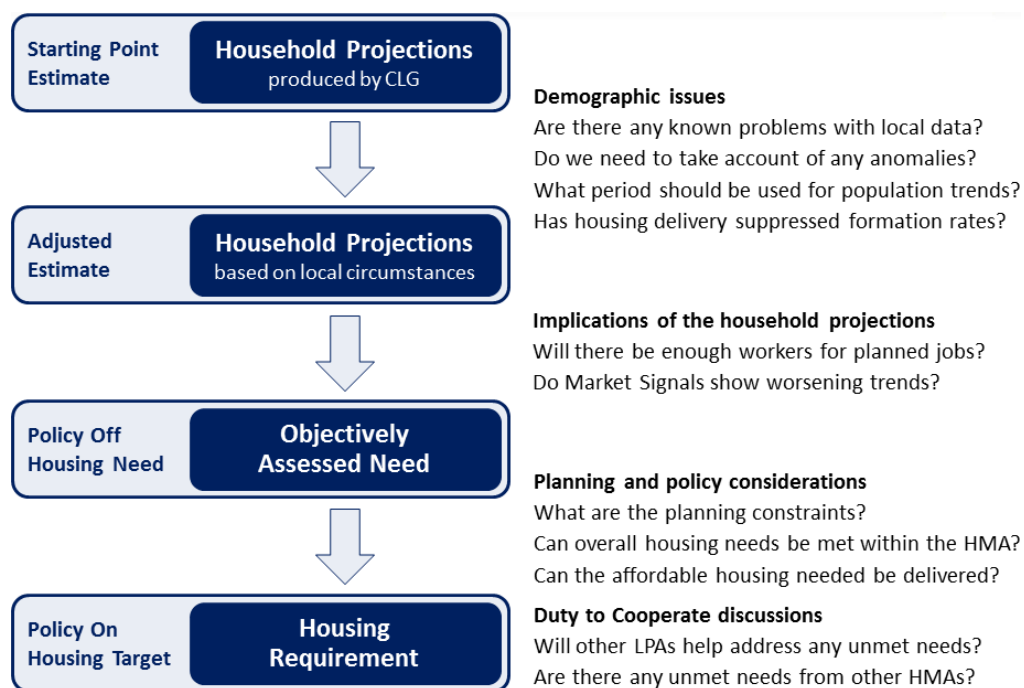 Starting Point
Estimate
Household Projections
produced by CLG
Demographic issues
Are there any known problems with local data?
Do we need to take account of any anomalies?
What period should be used for population trends?
Has housing delivery suppressed formation rates?
Adjusted
Estimate
Household Projections
based on local circumstances
Implications of the household projections
Will there be enough workers for planned jobs?
Do Market Signals show worsening trends?
Policy Off
Housing Need
Objectively
Assessed Need
Planning and policy considerations
What are the planning constraints?
Can overall housing needs be met within the HMA?
Can the affordable housing needed be delivered?
Policy On
Housing Target
Housing
Requirement
Duty to Cooperate discussions
Will other LPAs help address any unmet needs?
Are there any unmet needs from other HMAs?